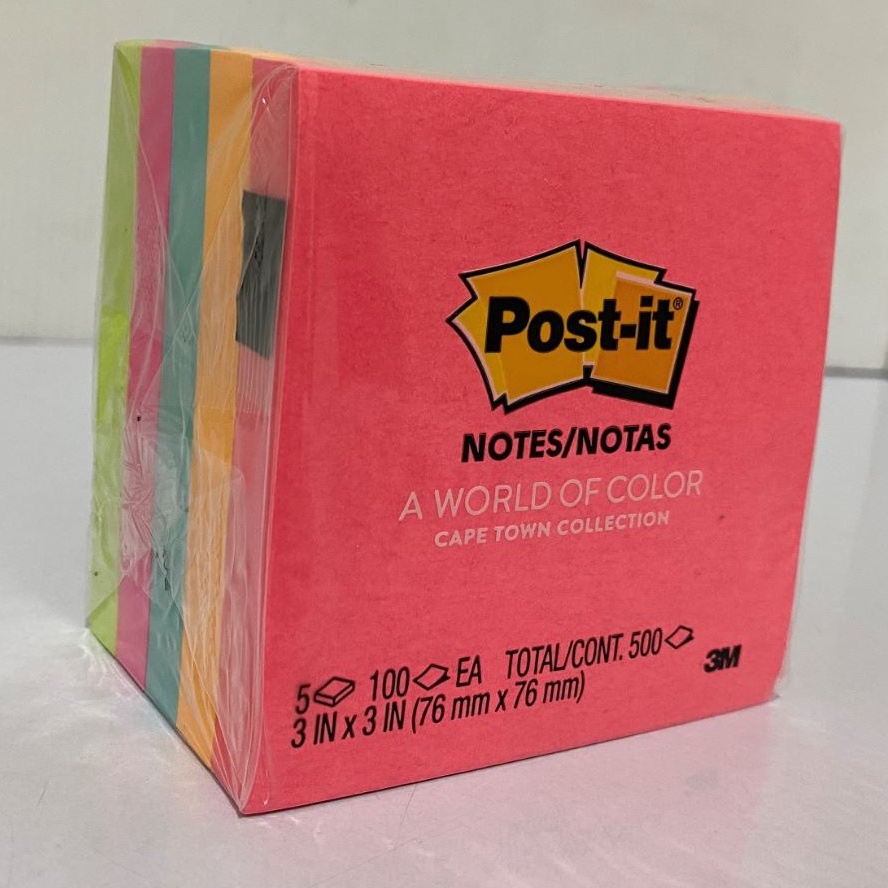 Post-it®
NOTES/NOTAS
A WORLD OF COLOR
CAPE TOWN COLLECTION
5 100 EA TOTAL/CONT. 500
3 IN x 3 IN (76 mm x 76 mm)
3M